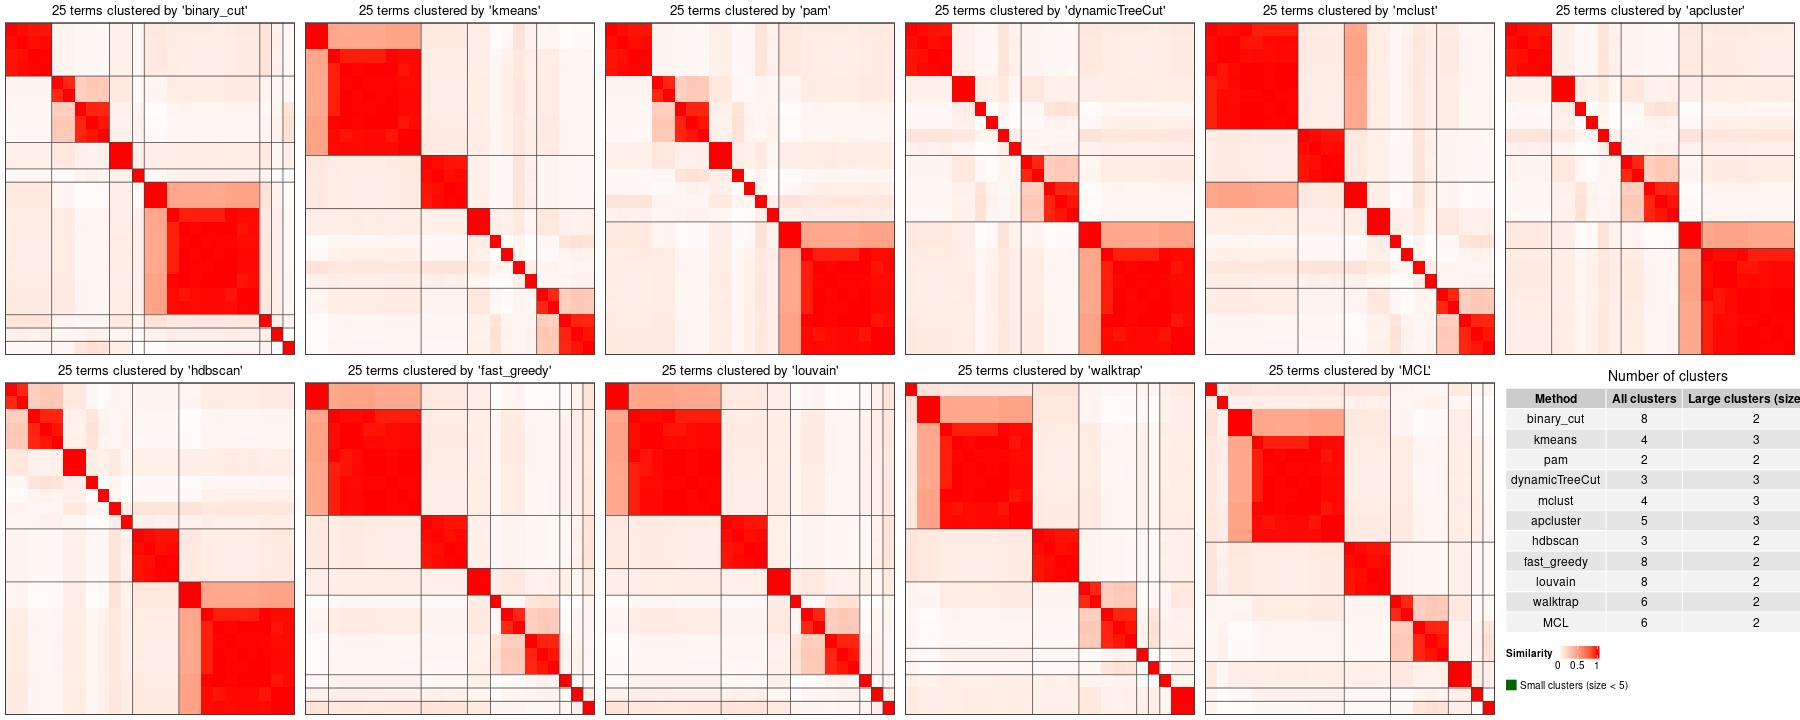 25 terms clustered by 'binary_cut'
25 terms clustered by 'kmeans'
25 terms clustered by 'pam'
25 terms clustered by 'dynamicTreeCut'
25 terms clustered by 'mclust'
25 terms clustered by 'apcluster'
25 terms clustered by 'hdbscan'
25 terms clustered by 'fast_greedy'
25 terms clustered by 'louvain'
25 terms clustered by 'walktrap'
25 terms clustered by 'MCL'
Number of clusters
Method All clusters Large clusters (size
binary_cut 8 2
kmeans 4 3
pam 2 2
dynamicTreeCut 3 3
mclust 4 3
apcluster 5 3
hdbscan 3 2
fast_greedy 8 2
louvain 8 2
walktrap 6 2
MCL 6 2
Similarity
0 0.5 1
Small clusters (size < 5)